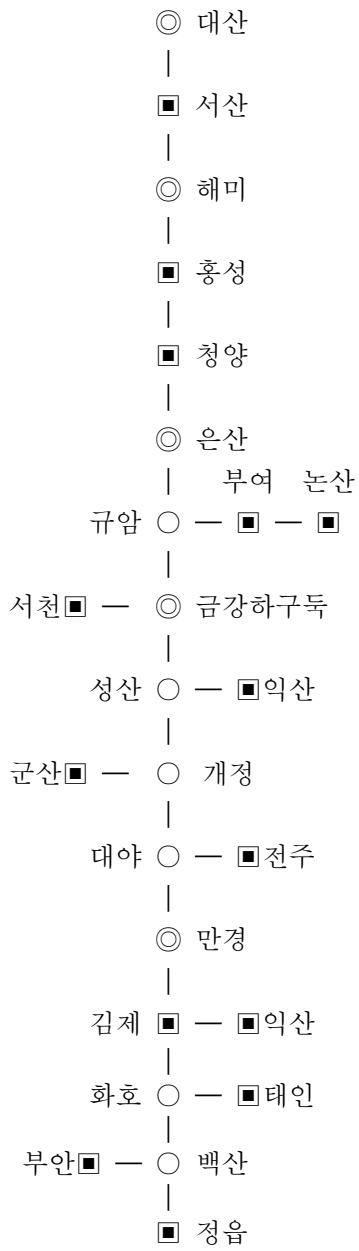 ◎ 대산
|
▣ 서산
|
◎ 해미
|
▣ 홍성
|
▣ 청양
|
◎ 은산
| 부여 논산
규암 ○ — ▣ — ▣
|
서천▣ — ◎ 금강하구둑
|
성산 ○ — ▣익산
|
군산▣ — ○ 개정
|
대야 ○ — ▣전주
|
◎ 만경
|
김제 ▣ — ▣익산
|
화호 ○ — ▣태인
|
부안▣ — ○ 백산
|
▣ 정읍